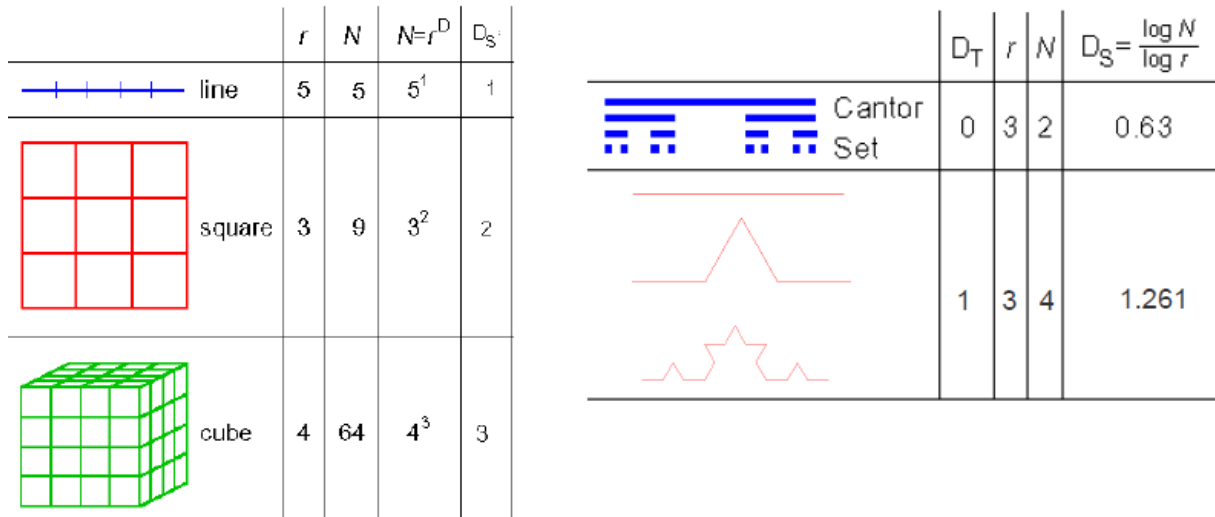 r N N=r^D D_S
line 5 5 5^1 1
square 3 9 3^2 2
cube 4 64 4^3 3
D_T r N D_S = log N / log r
Cantor
Set 0 3 2 0.63
1 3 4 1.261